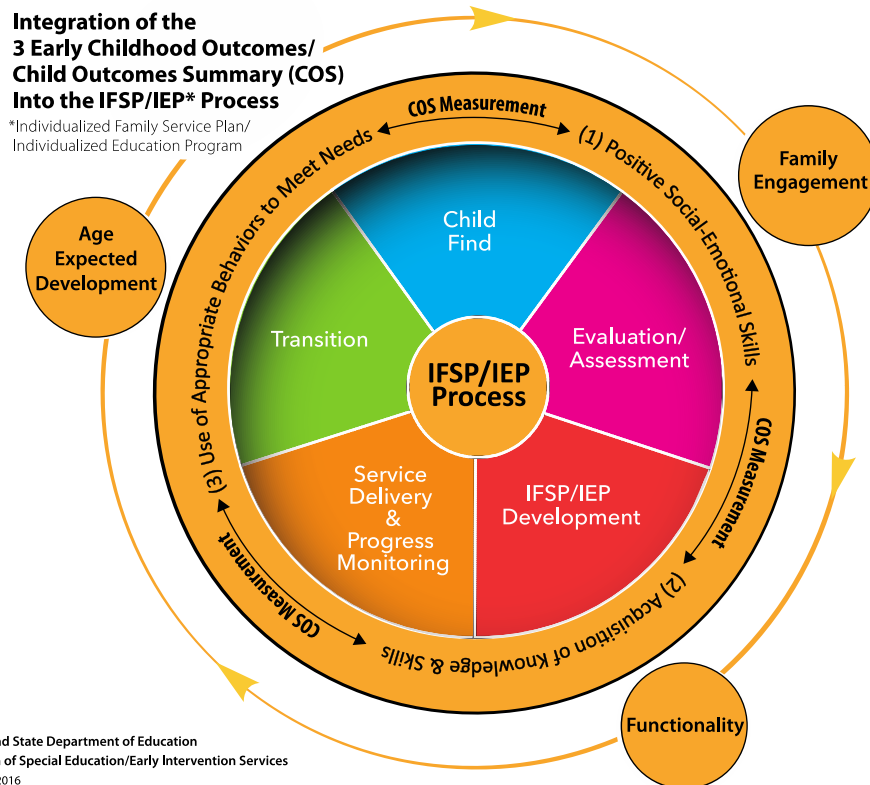 Integration of the
3 Early Childhood Outcomes/
Child Outcomes Summary (COS)
Into the IFSP/IEP* Process
*Individualized Family Service Plan/
Individualized Education Program
COS Measurement
(1) Positive Social-Emotional Skills
COS Measurement
(2) Acquisition of Knowledge & Skills
COS Measurement
(3) Use of Appropriate Behaviors to Meet Needs
Family
Engagement
Age
Expected
Development
Functionality
Child
Find
Evaluation/
Assessment
IFSP/IEP
Development
Service
Delivery
&
Progress
Monitoring
Transition
IFSP/IEP
Process
State Department of Education
of Special Education/Early Intervention Services
2016